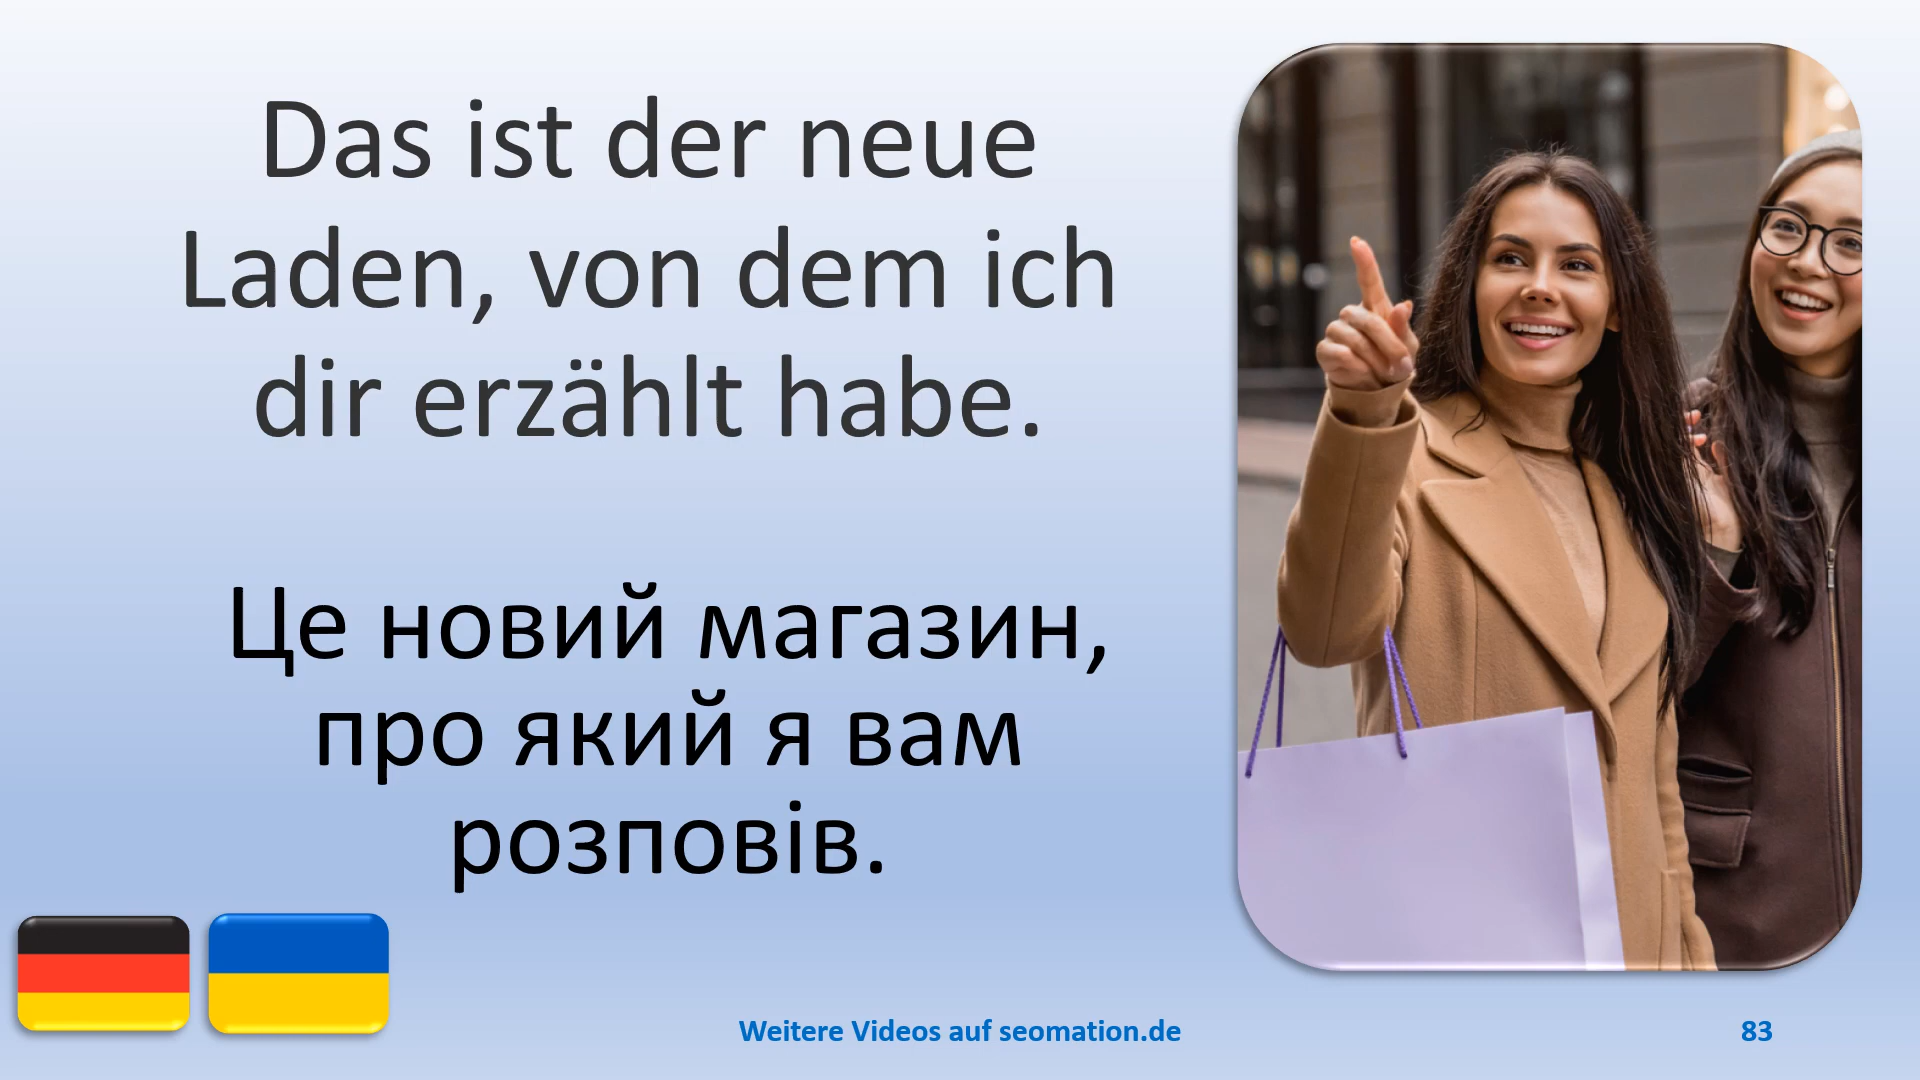 Das ist der neue
Laden, von dem ich
dir erzählt habe.
Це новий магазин,
про який я вам
розповів.
Weitere Videos auf seomation.de
83